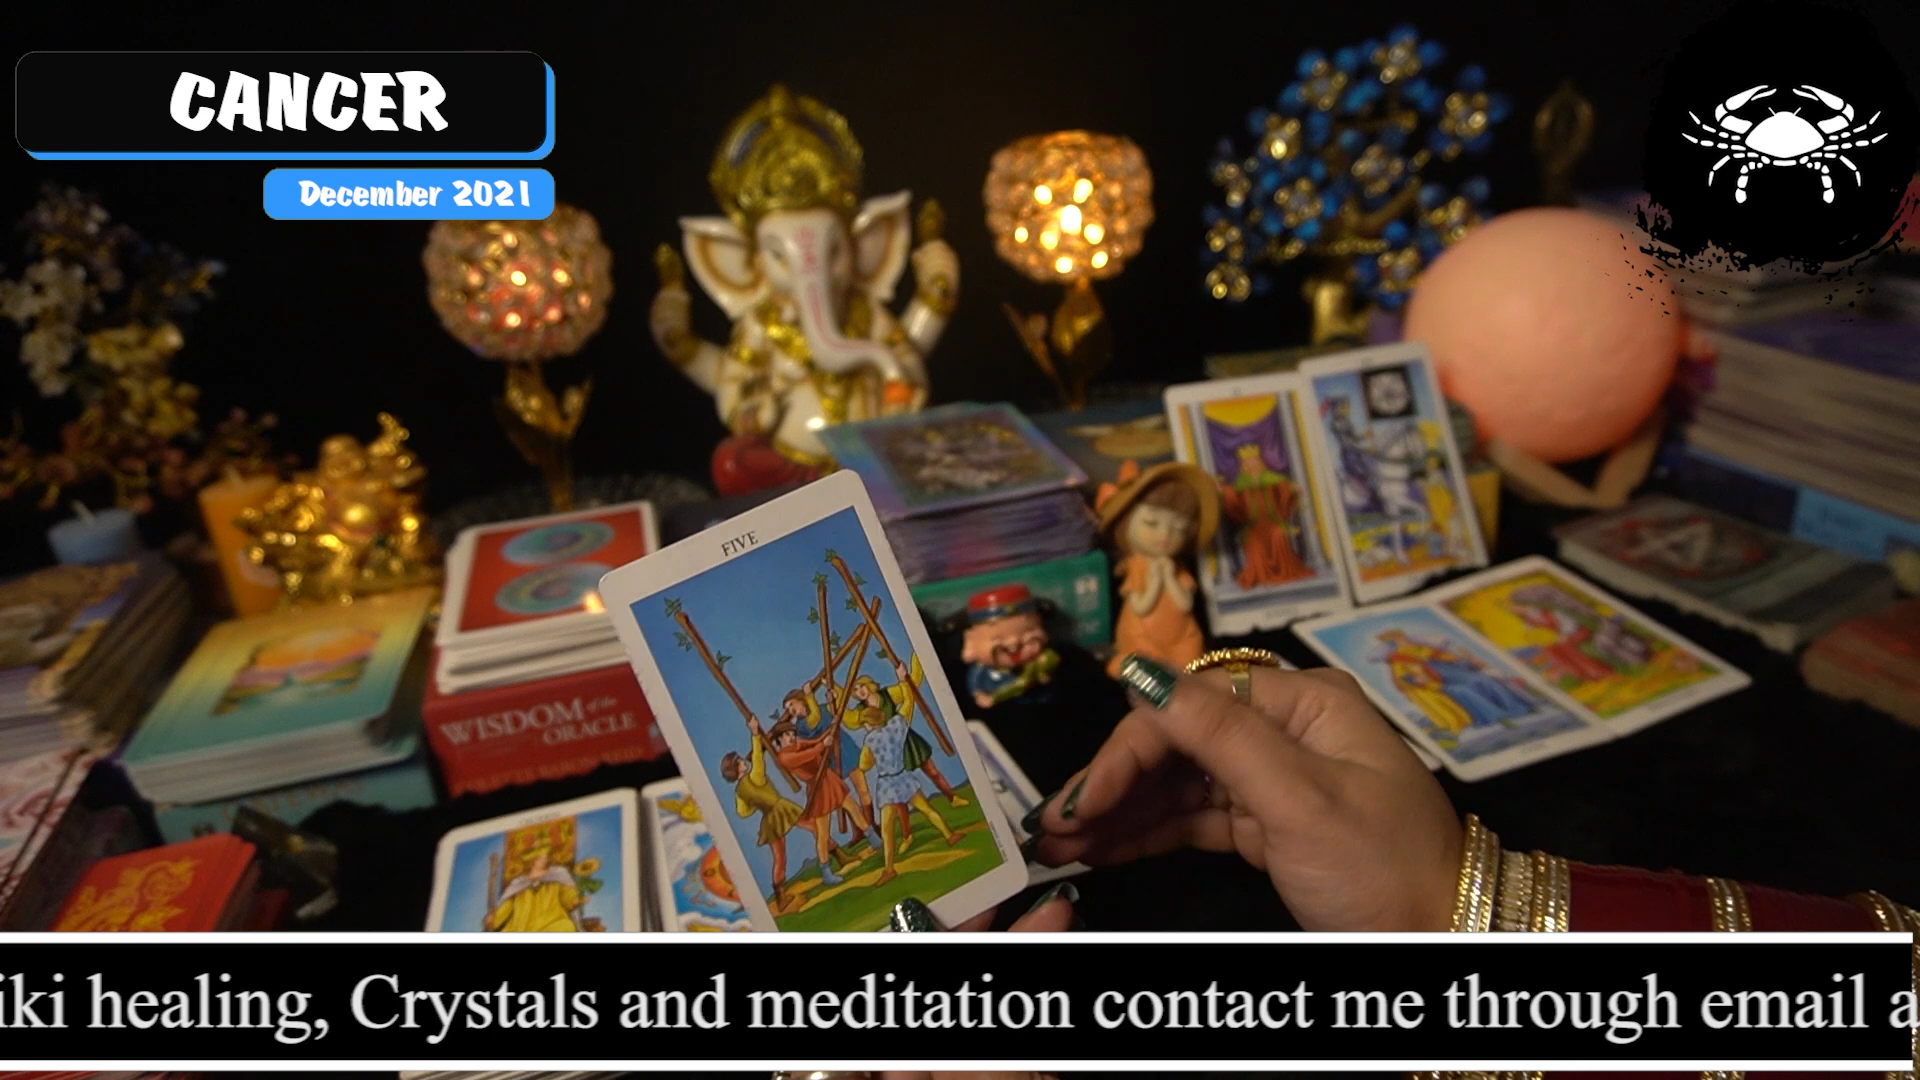 CANCER
December 2021
FIVE
WISDOM of the
ORACLE
iki healing, Crystals and meditation contact me through email a